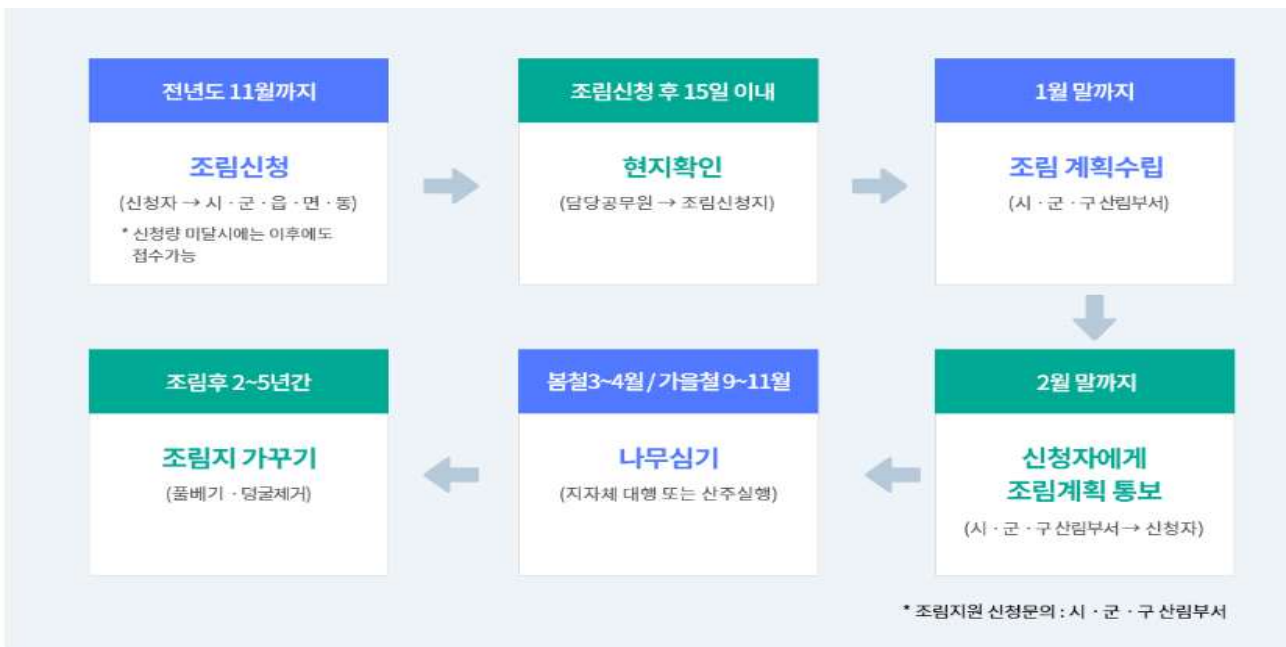 전년도 11월까지
조림신청
(신청자 → 시 · 군 · 읍 · 면 · 동)
* 신청량 미달시에는 이후에도
접수가능
조림신청 후 15일 이내
현지확인
(담당공무원 → 조림신청지)
1월 말까지
조림 계획수립
(시 · 군 · 구 산림부서)
2월 말까지
신청자에게
조림계획 통보
(시 · 군 · 구 산림부서 → 신청자)
봄철3~4월 / 가을철 9~11월
나무심기
(지자체 대행 또는 산주실행)
조림후 2~5년간
조림지 가꾸기
(풀베기 · 덩굴제거)
* 조림지원 신청문의 : 시 · 군 · 구 산림부서